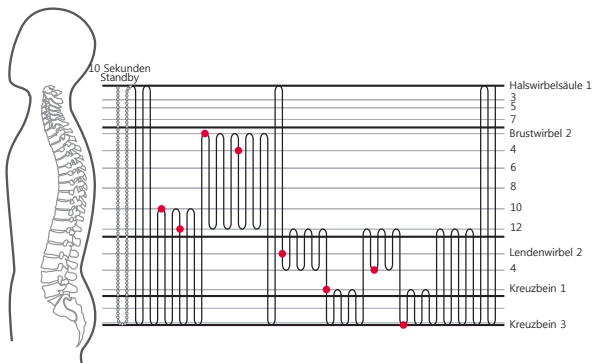 10 Sekunden
Standby
Halswirbelsäule 1
3
5
7
Brustwirbel 2
4
6
8
10
12
Lendenwirbel 2
4
Kreuzbein 1
Kreuzbein 3